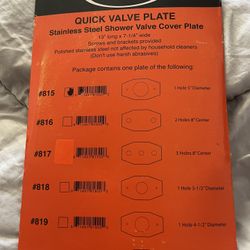 QUICK VALVE PLATE
Stainless Steel Shower Valve Cover Plate
13" long x 7-1/4" wide
Screws and brackets provided
Polished stainless steel not affected by household cleaners
(Don't use harsh abrasives)
Package contains one plate of the following:
#815
1 Hole 5" Diameter
#816
2 Holes 8" Center
#817
3 Holes 8" Center
#818
1 Hole 5-1/2" Diameter
#819
1 Hole 4-1/2" Diameter